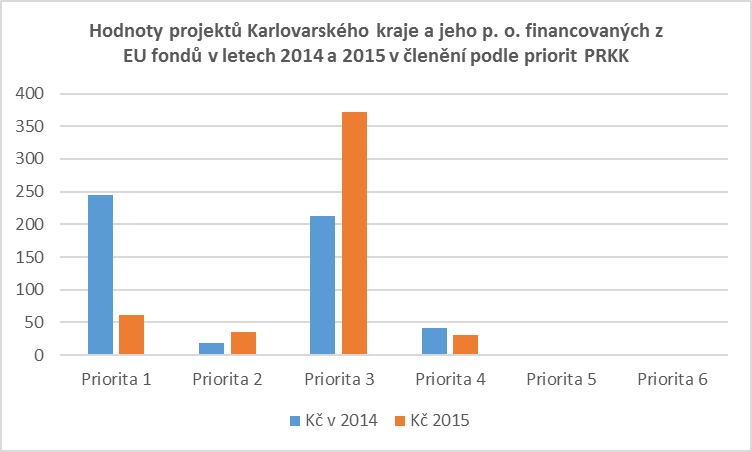 Hodnoty projektů Karlovarského kraje a jeho p. o. financovaných z
EU fondů v letech 2014 a 2015 v členění podle priorit PRKK
400
350
300
250
200
150
100
50
0
Priorita 1 Priorita 2 Priorita 3 Priorita 4 Priorita 5 Priorita 6
Kč v 2014 Kč 2015